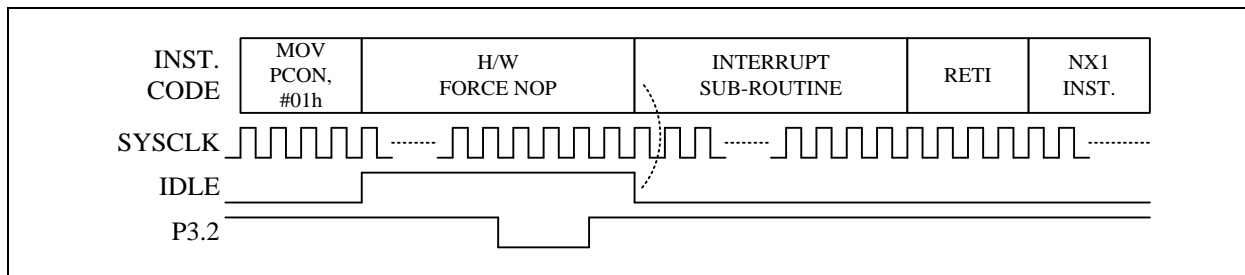 INST.
CODE
MOV
PCON,
#01h
H/W
FORCE NOP
INTERRUPT
SUB-ROUTINE
RETI
NX1
INST.
SYSCLK
IDLE
P3.2